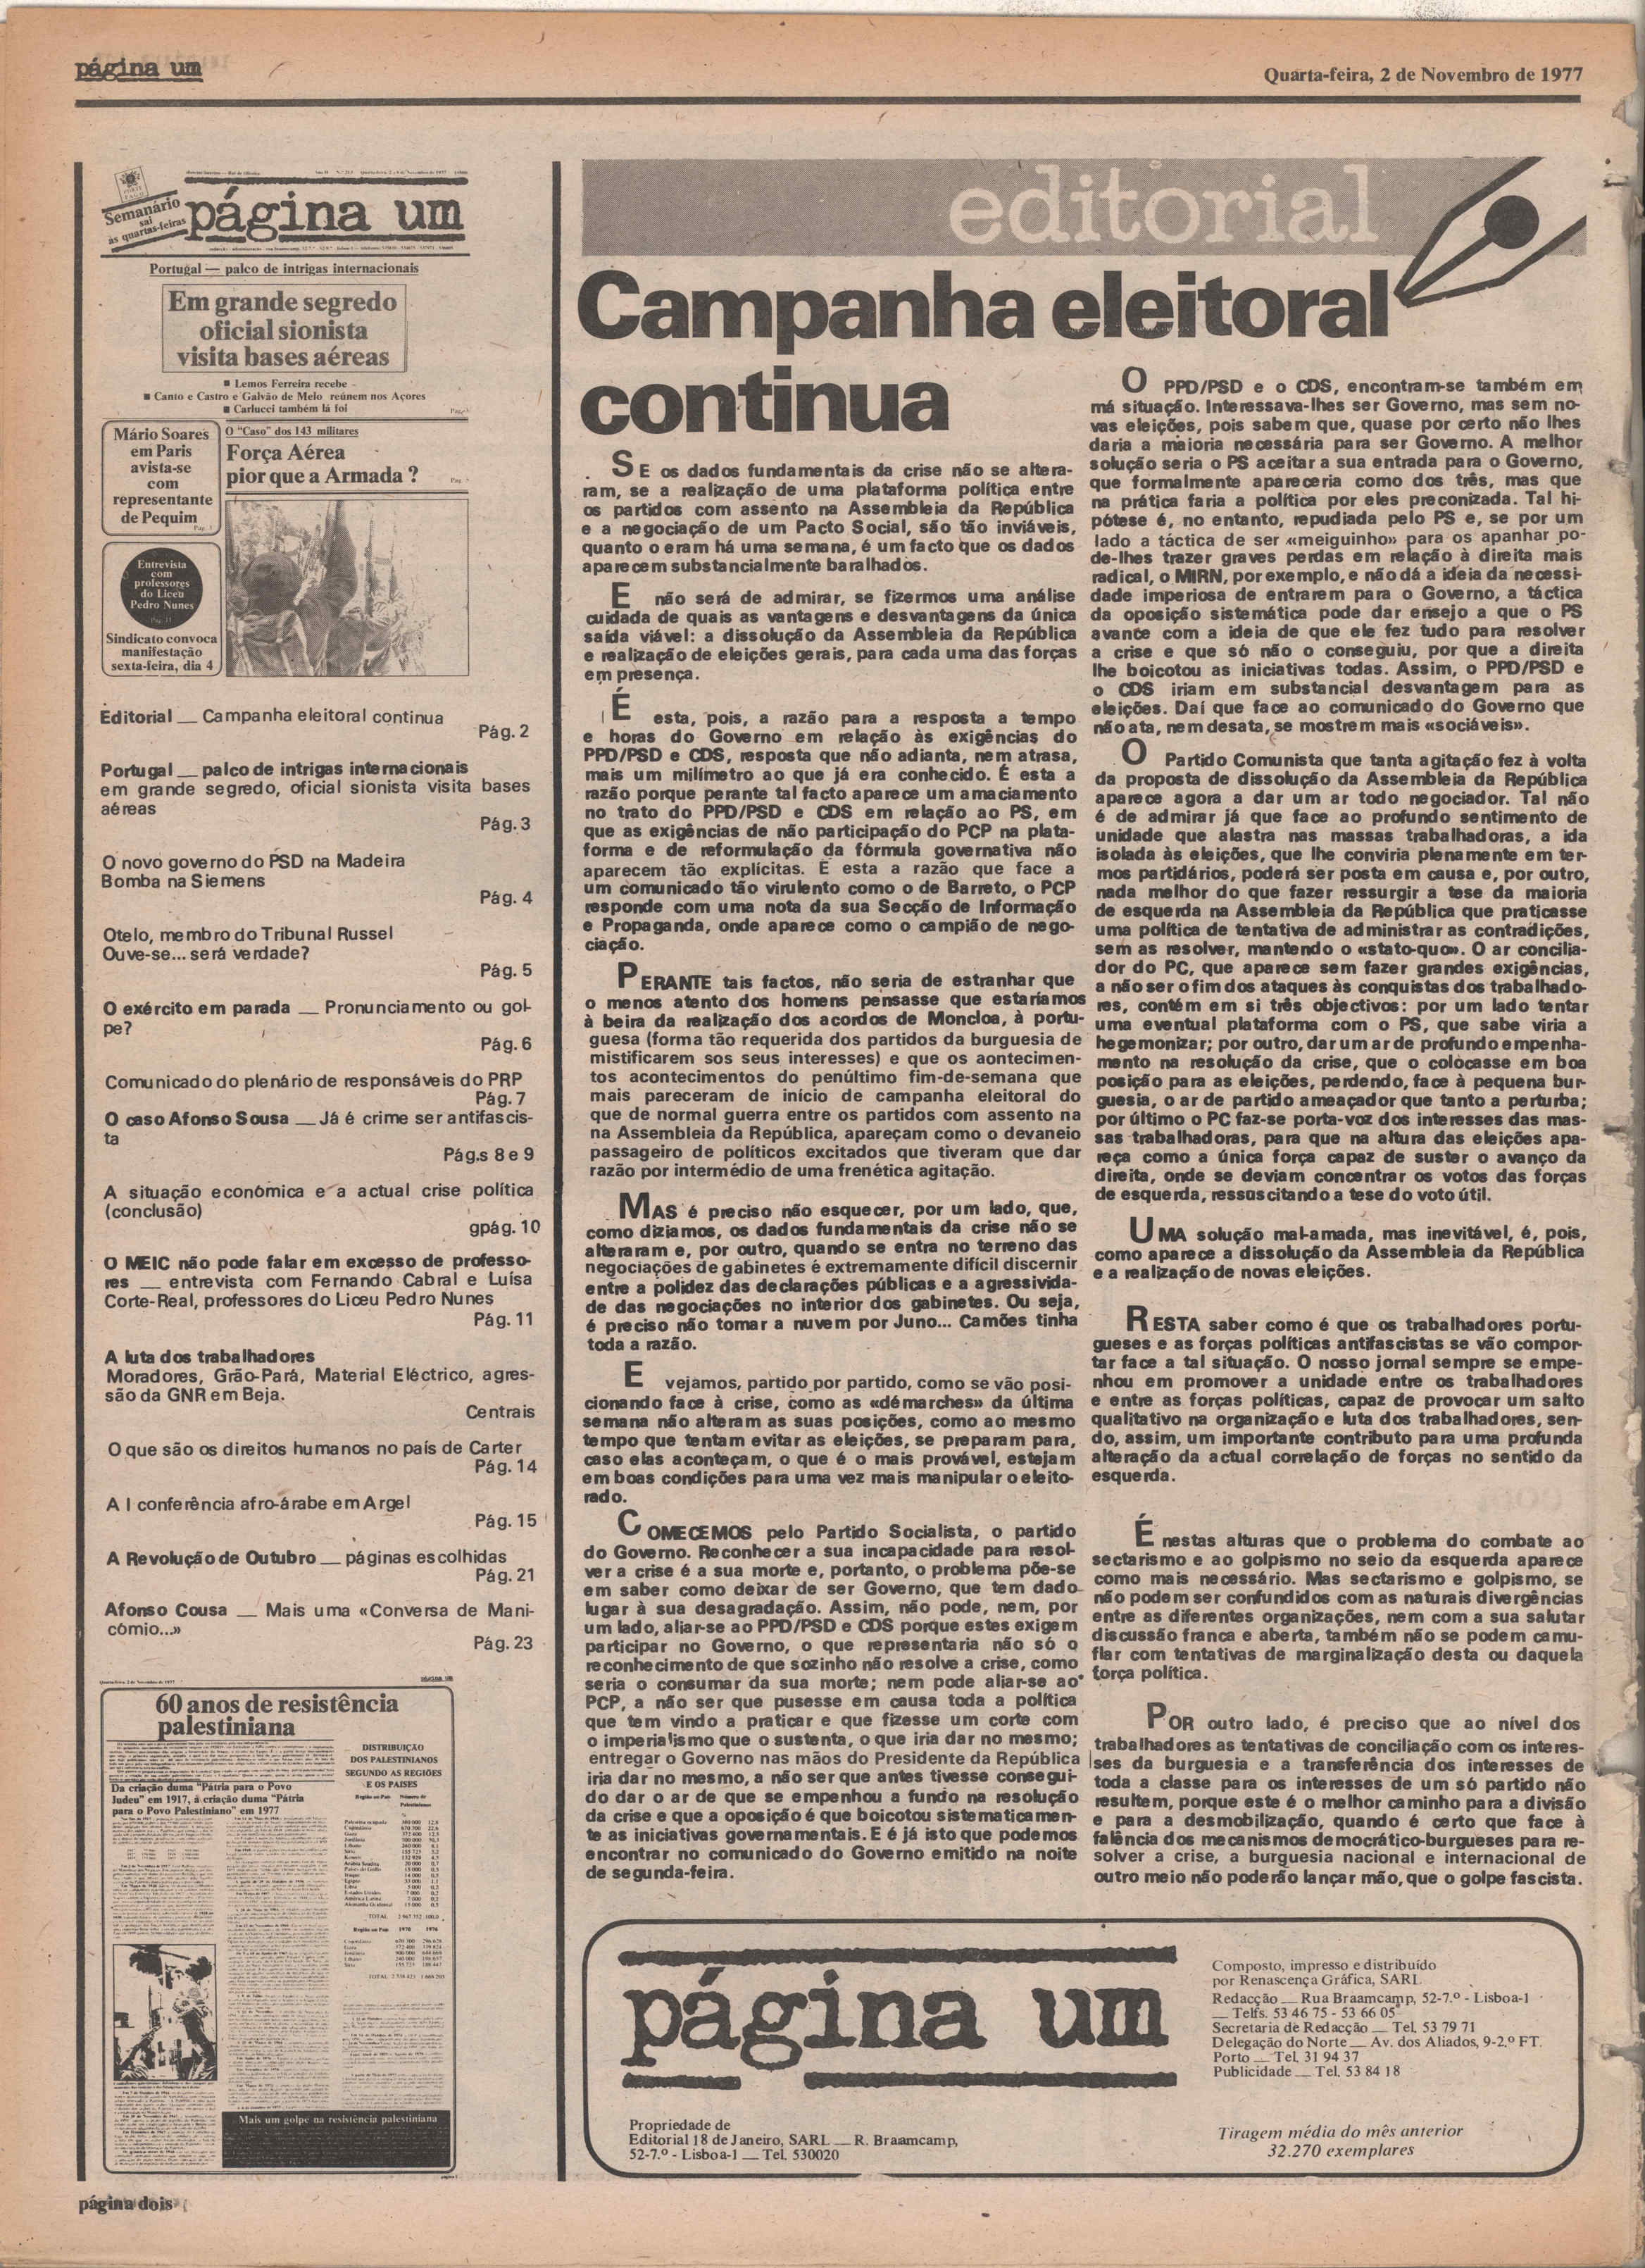 página um
Quarta-feira, 2 de Novembro de 1977
Semanário
sai
às quartas-feiras
página um
Portugal — palco de intrigas internacionais
Em grande segredo
oficial sionista
visita bases aéreas
■ Lemos Ferreira recebe
■ Canto e Castro e Galvão de Melo reúnem nos Açores
■ Carlucci também lá foi
Mário Soares
em Paris
avista-se
com
representante
de Pequim
O "Caso" dos 143 militares
Força Aérea
pior que a Armada ?
Entrevista
com
professores
do Liceu
Pedro Nunes
Pag. 11
Sindicato convoca
manifestação
sexta-feira, dia 4
Editorial __ Campanha eleitoral continua
Pág. 2
Portugal __ palco de intrigas internacionais
em grande segredo, oficial sionista visita bases
aéreas
Pág. 3
O novo governo do PSD na Madeira
Bomba na Siemens
Pág. 4
Otelo, membro do Tribunal Russel
Ouve-se... será verdade?
Pág. 5
O exército em parada __ Pronunciamento ou gol-
pe?
Pág. 6
Comunicado do plenário de responsáveis do PRP
Pág. 7
O caso Afonso Sousa __ Já é crime ser antifascis-
ta
Pág.s 8 e 9
A situação económica e a actual crise política
(conclusão)
gpág. 10
O MEIC não pode falar em excesso de professo-
res __ entrevista com Fernando Cabral e Luísa
Corte-Real, professores do Liceu Pedro Nunes
Pág. 11
A luta dos trabalhadores
Moradores, Grão-Pará, Material Eléctrico, agres-
são da GNR em Beja.
Centrais
O que são os direitos humanos no país de Carter
Pág. 14
A I conferência afro-árabe em Argel
Pág. 15
A Revolução de Outubro __ páginas escolhidas
Pág. 21
Afonso Cousa __ Mais uma «Conversa de Mani-
cómio...»
Pág. 23
60 anos de resistência
palestiniana
Da criação duma "Pátria para o Povo
Judeu" em 1917, à criação duma "Pátria
para o Povo Palestiniano" em 1977
DISTRIBUIÇÃO
DOS PALESTINIANOS
SEGUNDO AS REGIÕES
E OS PAÍSES
Mais um golpe na resistência palestiniana
editorial
Campanha eleitoral
continua
SE os dados fundamentais da crise não se altera-
ram, se a realização de uma plataforma política entre
os partidos com assento na Assembleia da República
e a negociação de um Pacto Social, são tão inviáveis,
quanto o eram há uma semana, é um facto que os dados
aparecem substancialmente baralhados.
E não será de admirar, se fizermos uma análise
cuidada de quais as vantagens e desvantagens da única
saída viável: a dissolução da Assembleia da República
e realização de eleições gerais, para cada uma das forças
em presença.
É esta, pois, a razão para a resposta a tempo
e horas do Governo em relação às exigências do
PPD/PSD e CDS, resposta que não adianta, nem atrasa,
mais um milímetro ao que já era conhecido. É esta a
razão porque perante tal facto aparece um amaciamento
no trato do PPD/PSD e CDS em relação ao PS, em
que as exigências de não participação do PCP na plata-
forma e de reformulação da fórmula governativa não
aparecem tão explícitas. É esta a razão que face a
um comunicado tão virulento como o de Barreto, o PCP
responde com uma nota da sua Secção de Informação
e Propaganda, onde aparece como o campião de nego-
ciação.
PERANTE tais factos, não seria de estranhar que
o menos atento dos homens pensasse que estaríamos
à beira da realização dos acordos de Moncloa, à portu-
guesa (forma tão requerida dos partidos da burguesia de
mistificarem sos seus interesses) e que os aontecimen-
tos acontecimentos do penúltimo fim-de-semana que
mais pareceram de início de campanha eleitoral do
que de normal guerra entre os partidos com assento na
na Assembleia da República, apareçam como o devaneio
passageiro de políticos excitados que tiveram que dar
razão por intermédio de uma frenética agitação.
MAS é preciso não esquecer, por um lado, que,
como dizíamos, os dados fundamentais da crise não se
alteraram e, por outro, quando se entra no terreno das
negociações de gabinetes é extremamente difícil discernir
entre a polidez das declarações públicas e a agressivida-
de das negociações no interior dos gabinetes. Ou seja,
é preciso não tomar a nuvem por Juno... Camões tinha
toda a razão.
E vejamos, partido por partido, como se vão posi-
cionando face à crise, como as «démarches» da última
semana não alteram as suas posições, como ao mesmo
tempo que tentam evitar as eleições, se preparam para,
caso elas aconteçam, o que é o mais provável, estejam
em boas condições para uma vez mais manipular o eleito-
rado.
COMECEMOS pelo Partido Socialista, o partido
do Governo. Reconhecer a sua incapacidade para resol-
ver a crise é a sua morte e, portanto, o problema põe-se
em saber como deixar de ser Governo, que tem dado
lugar à sua desagradação. Assim, não pode, nem, por
um lado, aliar-se ao PPD/PSD e CDS porque estes exigem
participar no Governo, o que representaria não só o
reconhecimento de que sozinho não resolve a crise, como
seria o consumar da sua morte; nem pode aliar-se ao
PCP, a não ser que pusesse em causa toda a política
que tem vindo a praticar e que fizesse um corte com
o imperialismo que o sustenta, o que iria dar no mesmo;
entregar o Governo nas mãos do Presidente da República
iria dar no mesmo, a não ser que antes tivesse consegui-
do dar o ar de que se empenhou a fundo na resolução
da crise e que a oposição é que boicotou sistematicamen-
te as iniciativas governamentais. E é já isto que podemos
encontrar no comunicado do Governo emitido na noite
de segunda-feira.
O PPD/PSD e o CDS, encontram-se também em
má situação. Interessava-lhes ser Governo, mas sem no-
vas eleições, pois sabem que, quase por certo não lhes
daria a maioria necessária para ser Governo. A melhor
solução seria o PS aceitar a sua entrada para o Governo,
que formalmente apareceria como dos três, mas que
na prática faria a política por eles preconizada. Tal hi-
pótese é, no entanto, repudiada pelo PS e, se por um
lado a táctica de ser «meiguinho» para os apanhar po-
de-lhes trazer graves perdas em relação à direita mais
radical, o MIRN, por exemplo, e não dá a ideia da necessi-
dade imperiosa de entrarem para o Governo, a táctica
da oposição sistemática pode dar ensejo a que o PS
avance com a ideia de que ele fez tudo para resolver
a crise e que só não o conseguiu, por que a direita
lhe boicotou as iniciativas todas. Assim, o PPD/PSD e
o CDS iriam em substancial desvantagem para as
eleições. Daí que face ao comunicado do Governo que
não ata, nem desata, se mostrem mais «sociáveis».
O Partido Comunista que tanta agitação fez à volta
da proposta de dissolução da Assembleia da República
aparece agora a dar um ar todo negociador. Tal não
é de admirar já que face ao profundo sentimento de
unidade que alastra nas massas trabalhadoras, a ida
isolada às eleições, que lhe conviria plenamente em ter-
mos partidários, poderá ser posta em causa e, por outro,
nada melhor do que fazer ressurgir a tese da maioria
de esquerda na Assembleia da República que praticasse
uma política de tentativa de administrar as contradições,
sem as resolver, mantendo o «stato-quo». O ar concilia-
dor do PC, que aparece sem fazer grandes exigências,
a não ser o fim dos ataques às conquistas dos trabalhado-
res, contém em si três objectivos: por um lado tentar
uma eventual plataforma com o PS, que sabe viria a
hegemonizar; por outro, dar um ar de profundo empenha-
mento na resolução da crise, que o colocasse em boa
posição para as eleições, perdendo, face à pequena bur-
guesia, o ar de partido ameaçador que tanto a perturba;
por último o PC faz-se porta-voz dos interesses das mas-
sas trabalhadoras, para que na altura das eleições apa-
reça como a única força capaz de suster o avanço da
direita, onde se deviam concentrar os votos das forças
de esquerda, ressuscitando a tese do voto útil.
UMA solução mal-amada, mas inevitável, é, pois,
como aparece a dissolução da Assembleia da República
e a realização de novas eleições.
RESTA saber como é que os trabalhadores portu-
gueses e as forças políticas antifascistas se vão compor-
tar face a tal situação. O nosso jornal sempre se empe-
nhou em promover a unidade entre os trabalhadores
e entre as forças políticas, capaz de provocar um salto
qualitativo na organização e luta dos trabalhadores, sen-
do, assim, um importante contributo para uma profunda
alteração da actual correlação de forças no sentido da
esquerda.
É nestas alturas que o problema do combate ao
sectarismo e ao golpismo no seio da esquerda aparece
como mais necessário. Mas sectarismo e golpismo, se
não podem ser confundidos com as naturais divergências
entre as diferentes organizações, nem com a sua salutar
discussão franca e aberta, também não se podem camu-
flar com tentativas de marginalização desta ou daquela
força política.
POR outro lado, é preciso que ao nível dos
trabalhadores as tentativas de conciliação com os interes-
ses da burguesia e a transferência dos interesses de
toda a classe para os interesses de um só partido não
resultem, porque este é o melhor caminho para a divisão
e para a desmobilização, quando é certo que face à
falência dos mecanismos democrático-burgueses para re-
solver a crise, a burguesia nacional e internacional de
outro meio não poderão lançar mão, que o golpe fascista.
página um
Propriedade de
Editorial 18 de Janeiro, SARL __ R. Braamcamp,
52-7.º - Lisboa-1 __ Tel. 530020
Composto, impresso e distribuído
por Renascença Gráfica, SARL
Redacção __ Rua Braamcamp, 52-7.º - Lisboa-1
__ Telfs. 53 46 75 - 53 66 05
Secretaria de Redacção __ Tel. 53 79 71
Delegação do Norte __ Av. dos Aliados, 9-2.º FT.
Porto __ Tel. 31 94 37
Publicidade __ Tel. 53 84 18
Tiragem média do mês anterior
32.270 exemplares
página dois